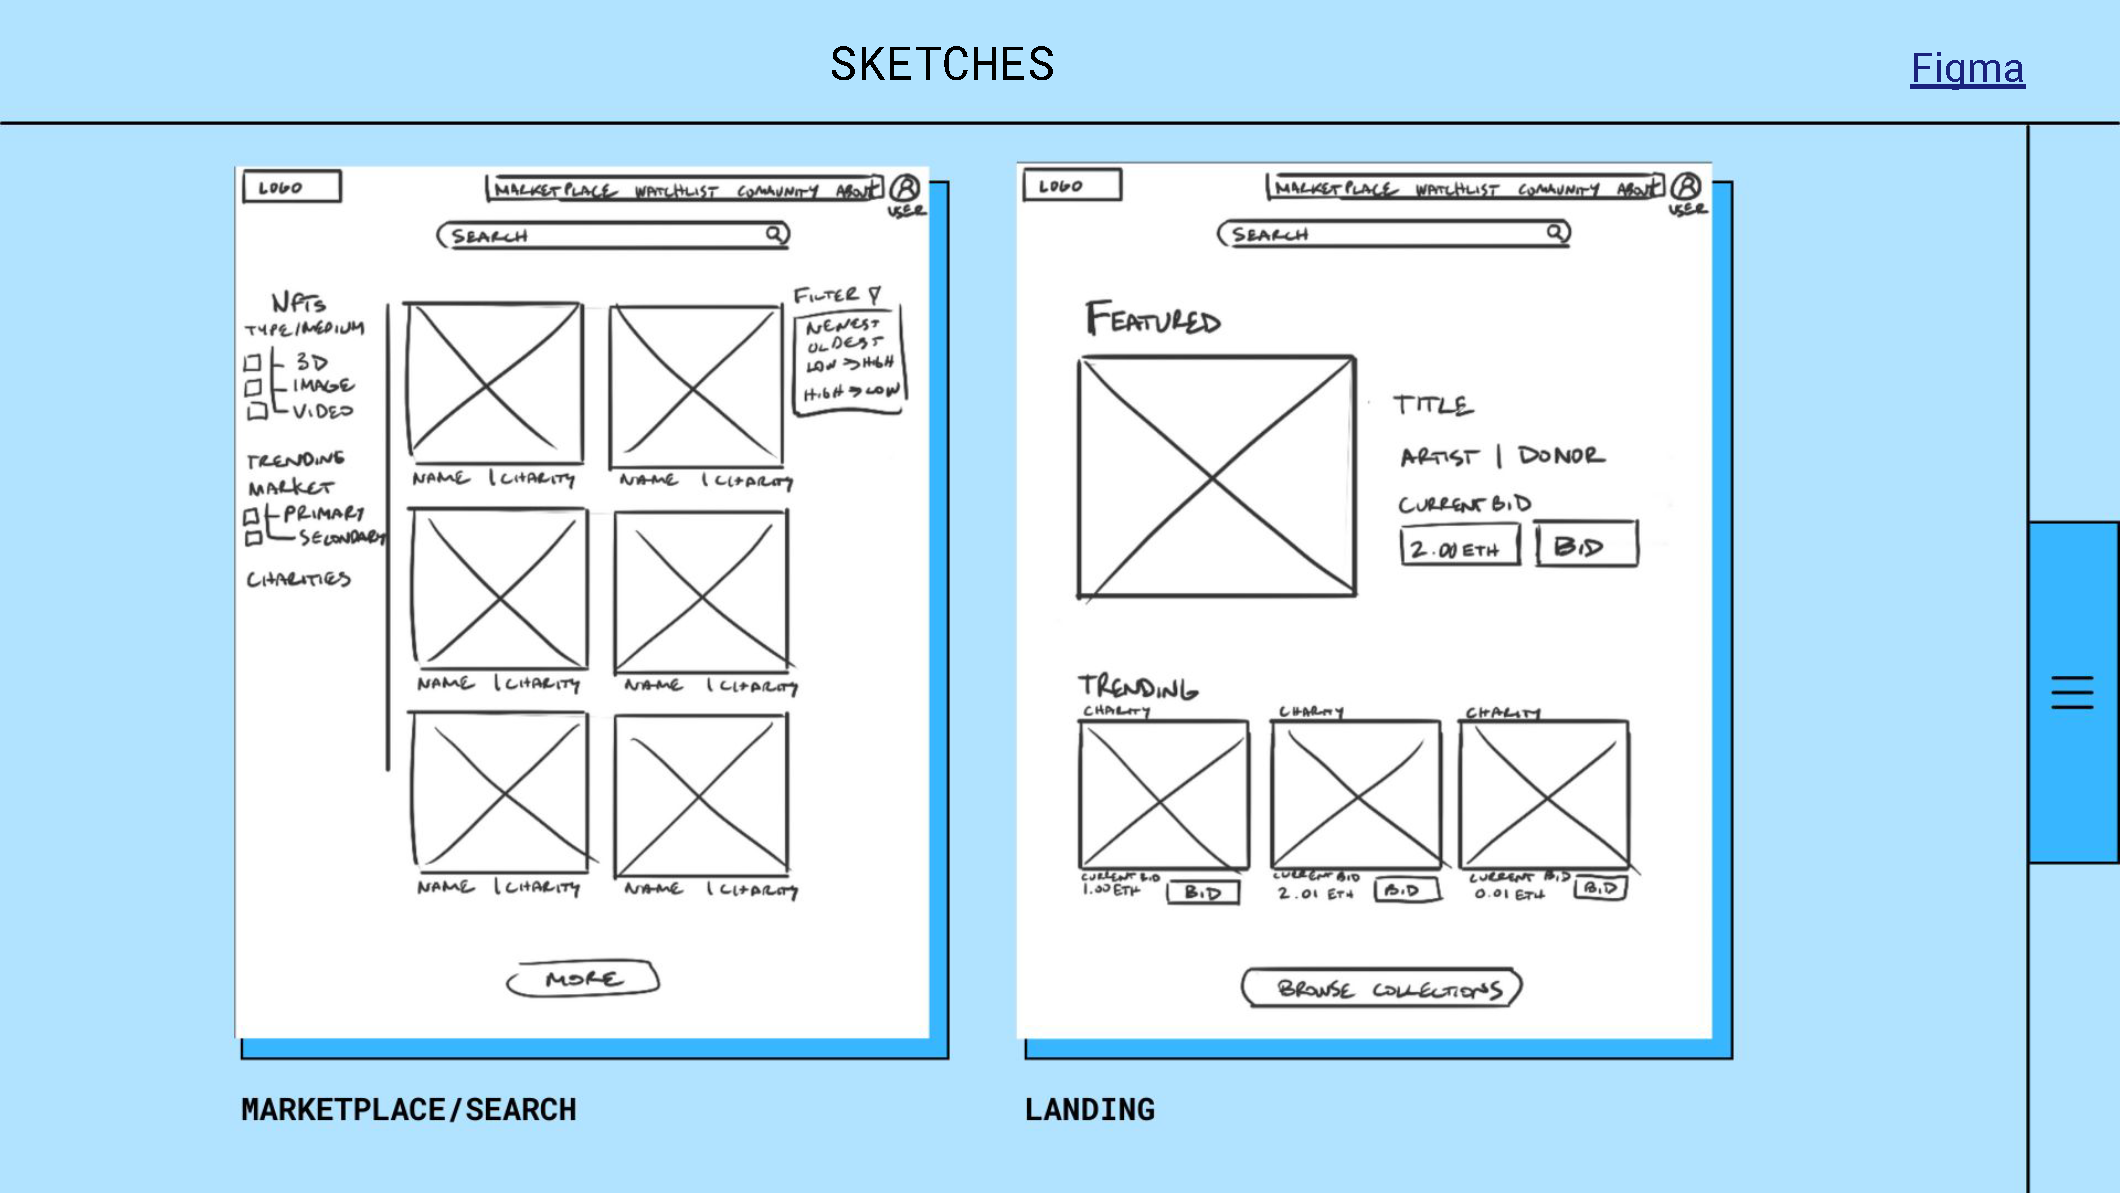 SKETCHES
Figma
LOGO
MARKETPLACE WATCHLIST COMMUNITY ABOUT
USER
SEARCH
NFTs
TYPE/MEDIUM
3D
IMAGE
VIDEO
TRENDING
MARKET
PRIMARY
SECONDARY
CHARITIES
FILTER
NEWEST
OLDEST
LOW → HIGH
HIGH → LOW
NAME | CHARITY
NAME | CHARITY
NAME | CHARITY
NAME | CHARITY
NAME | CHARITY
NAME | CHARITY
MORE
MARKETPLACE/SEARCH
LOGO
MARKETPLACE WATCHLIST COMMUNITY ABOUT
USER
SEARCH
FEATURED
TITLE
ARTIST | DONOR
CURRENT BID
2.00 ETH BID
TRENDING
CHARITY CHARITY CHARITY
CURRENT BID CURRENT BID CURRENT BID
1.00 ETH BID 2.01 ETH BID 0.01 ETH BID
BROWSE COLLECTIONS
LANDING